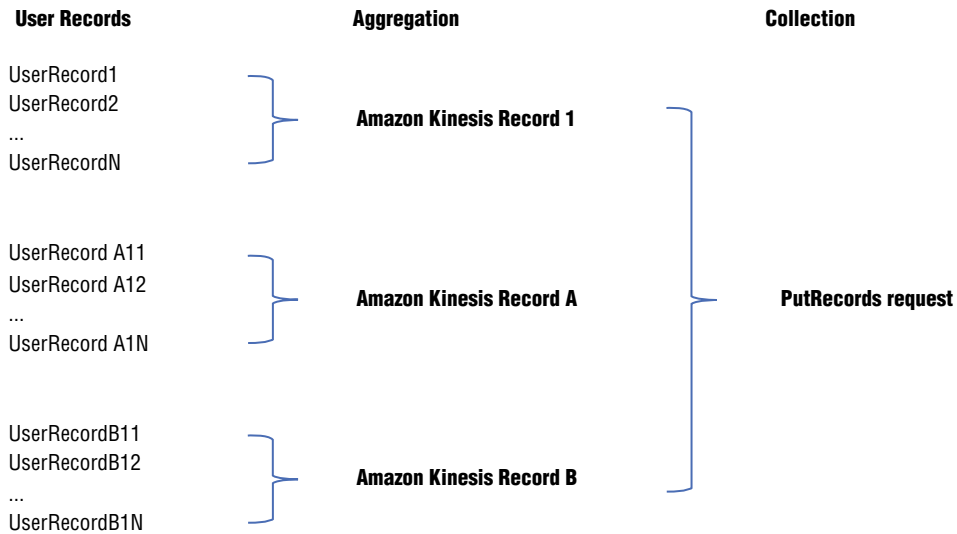 User Records
Aggregation
Collection
UserRecord1
UserRecord2
...
UserRecordN
Amazon Kinesis Record 1
UserRecord A11
UserRecord A12
...
UserRecord A1N
Amazon Kinesis Record A
PutRecords request
UserRecordB11
UserRecordB12
...
UserRecordB1N
Amazon Kinesis Record B